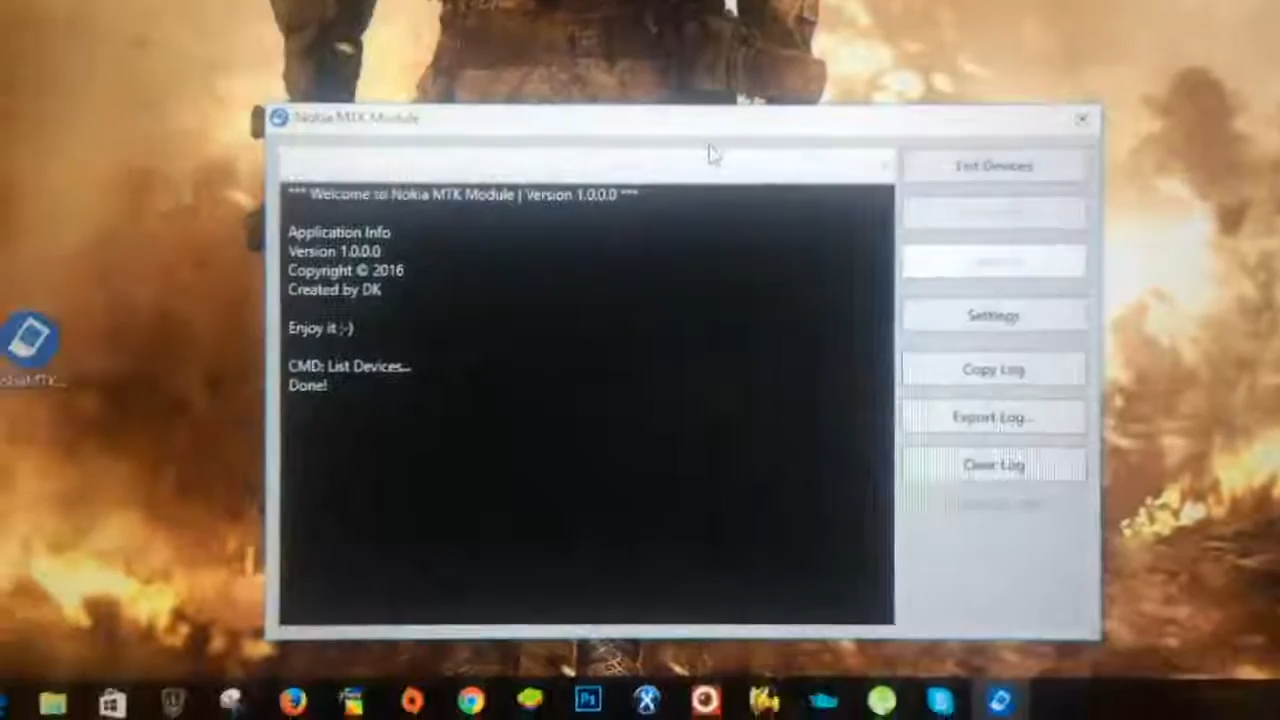 Nokia MTK Module
List Devices
*** Welcome to Nokia MTK Module | Version 1.0.0.0 ***
Application Info
Version 1.0.0.0
Copyright © 2016
Created by DK
Enjoy it ;-)
CMD: List Devices...
Done!
Settings
Copy Log
Export Log...
Clear Log
Ps